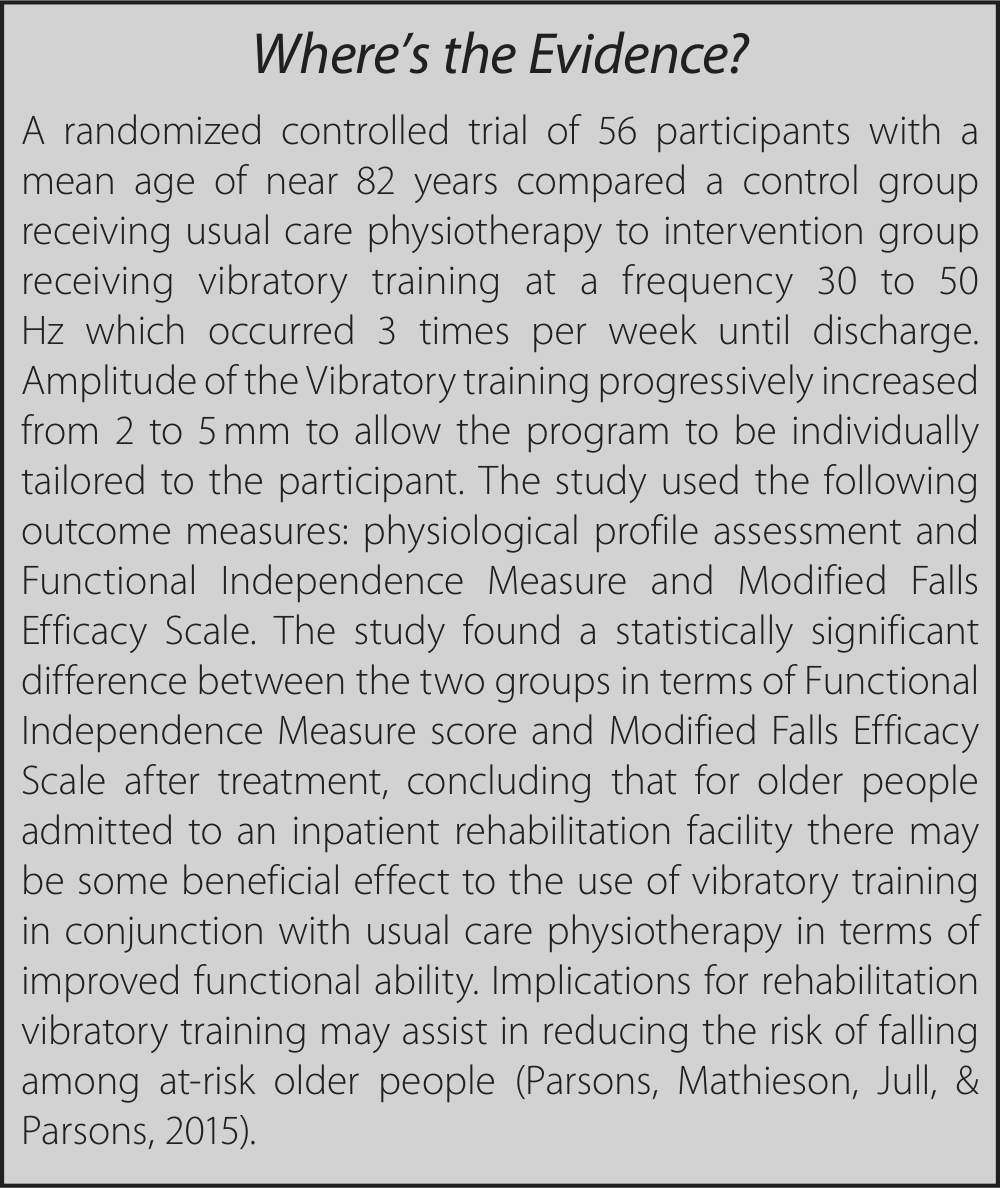 Where’s the Evidence?
A randomized controlled trial of 56 participants with a
mean age of near 82 years compared a control group
receiving usual care physiotherapy to intervention group
receiving vibratory training at a frequency 30 to 50
Hz which occurred 3 times per week until discharge.
Amplitude of the Vibratory training progressively increased
from 2 to 5 mm to allow the program to be individually
tailored to the participant. The study used the following
outcome measures: physiological profile assessment and
Functional Independence Measure and Modified Falls
Efficacy Scale. The study found a statistically significant
difference between the two groups in terms of Functional
Independence Measure score and Modified Falls Efficacy
Scale after treatment, concluding that for older people
admitted to an inpatient rehabilitation facility there may
be some beneficial effect to the use of vibratory training
in conjunction with usual care physiotherapy in terms of
improved functional ability. Implications for rehabilitation
vibratory training may assist in reducing the risk of falling
among at-risk older people (Parsons, Mathieson, Jull, &
Parsons, 2015).